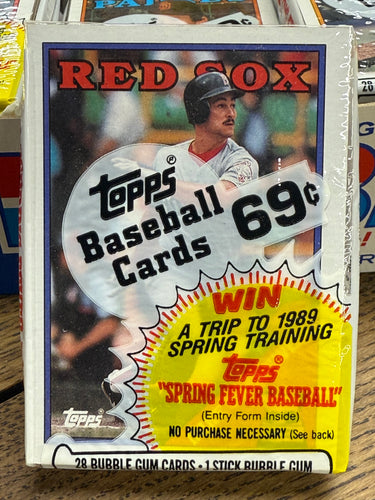 RED SOX
Topps
Baseball
Cards
69¢
WIN
A TRIP TO 1989
SPRING TRAINING
Topps
"SPRING FEVER BASEBALL"
(Entry Form Inside)
NO PURCHASE NECESSARY (See back)
Topps
28 BUBBLE GUM CARDS • 1 STICK BUBBLE GUM
28